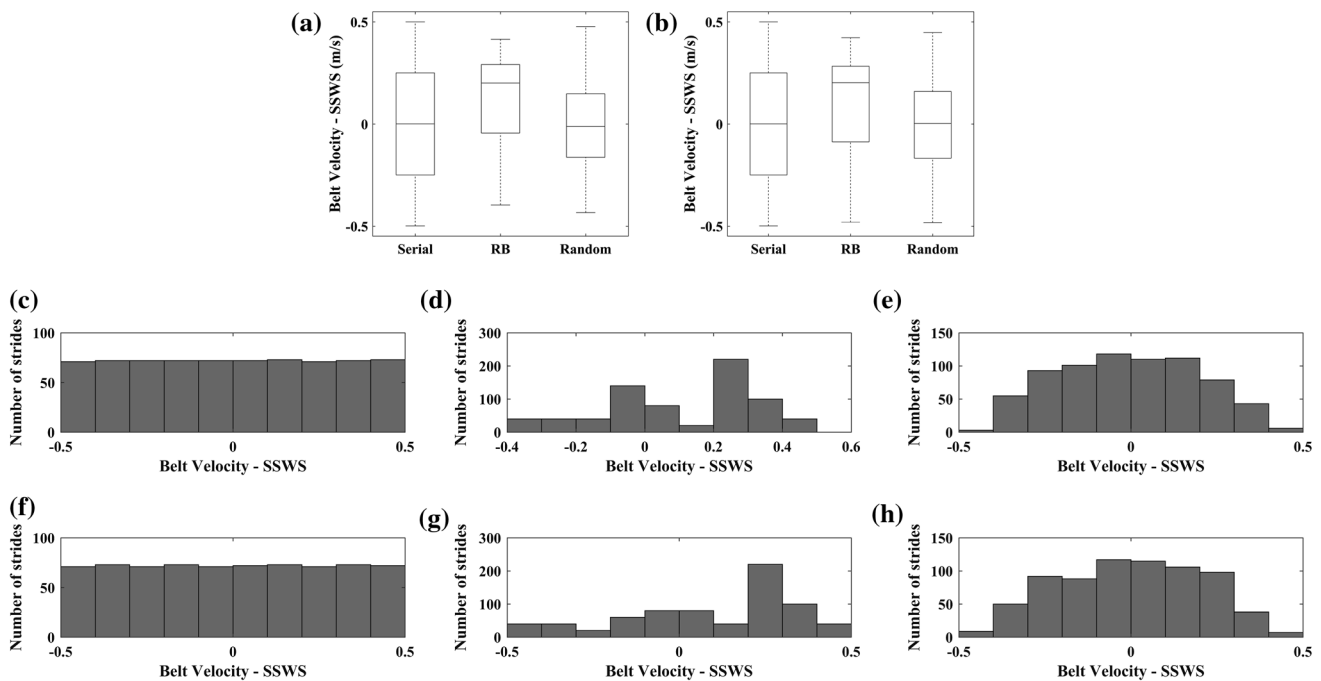 (a)
Belt Velocity - SSWS (m/s)
0.5
0
-0.5
Serial RB Random
(b)
Belt Velocity - SSWS (m/s)
0.5
0
-0.5
Serial RB Random
(c)
Number of strides
100
50
0
-0.5 0 0.5
Belt Velocity - SSWS
(d)
Number of strides
300
200
100
0
-0.4 -0.2 0 0.2 0.4 0.6
Belt Velocity - SSWS
(e)
Number of strides
150
100
50
0
-0.5 0 0.5
Belt Velocity - SSWS
(f)
Number of strides
100
50
0
-0.5 0 0.5
Belt Velocity - SSWS
(g)
Number of strides
300
200
100
0
-0.5 0 0.5
Belt Velocity - SSWS
(h)
Number of strides
150
100
50
0
-0.5 0 0.5
Belt Velocity - SSWS